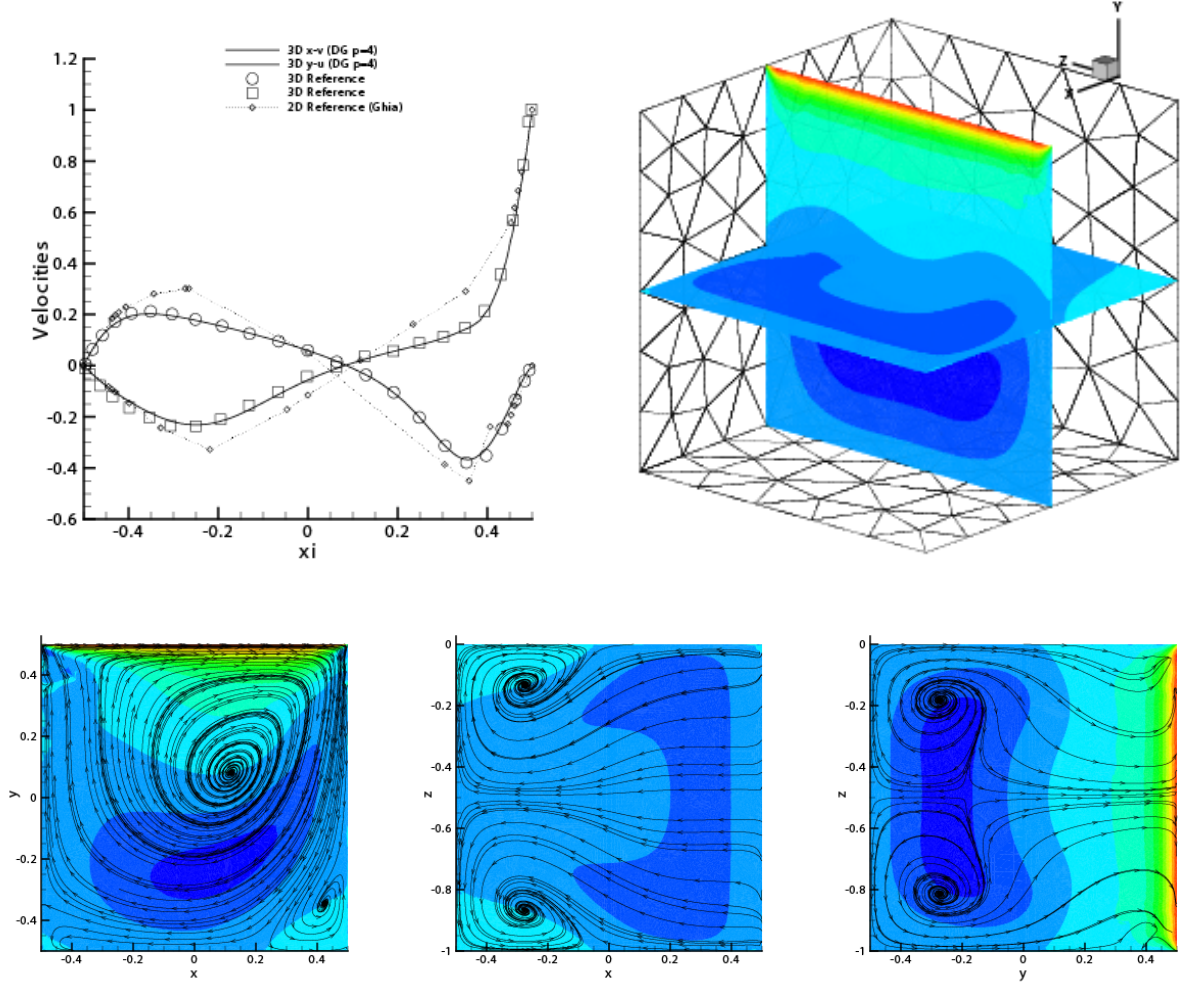 3D x-v (DG p=4)
3D y-u (DG p=4)
3D Reference
3D Reference
2D Reference (Ghia)
1.2
1
0.8
0.6
0.4
0.2
0
-0.2
-0.4
-0.6
Velocities
-0.4 -0.2 0 0.2 0.4
xi
Y
Z
X
0.4
0.2
0
-0.2
-0.4
y
-0.4 -0.2 0 0.2 0.4
x
0
-0.2
-0.4
-0.6
-0.8
-1
z
-0.4 -0.2 0 0.2 0.4
x
0
-0.2
-0.4
-0.6
-0.8
-1
z
-0.4 -0.2 0 0.2 0.4
y